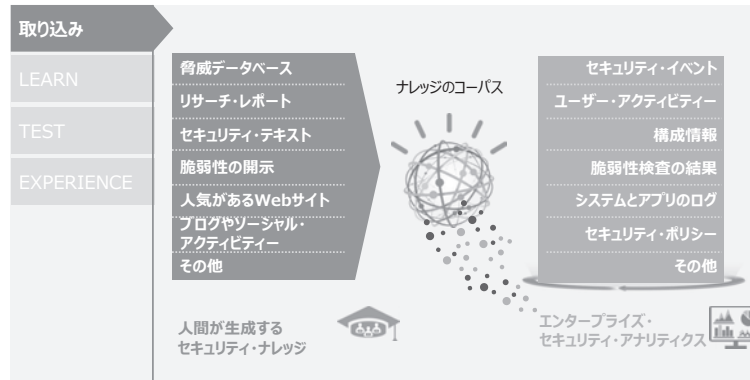 取り込み
LEARN
TEST
EXPERIENCE
脅威データベース
リサーチ・レポート
セキュリティ・テキスト
脆弱性の開示
人気があるWebサイト
ブログやソーシャル・
アクティビティー
その他
人間が生成する
セキュリティ・ナレッジ
ナレッジのコーパス
セキュリティ・イベント
ユーザー・アクティビティー
構成情報
脆弱性検査の結果
システムとアプリのログ
セキュリティ・ポリシー
その他
エンタープライズ・
セキュリティ・アナリティクス